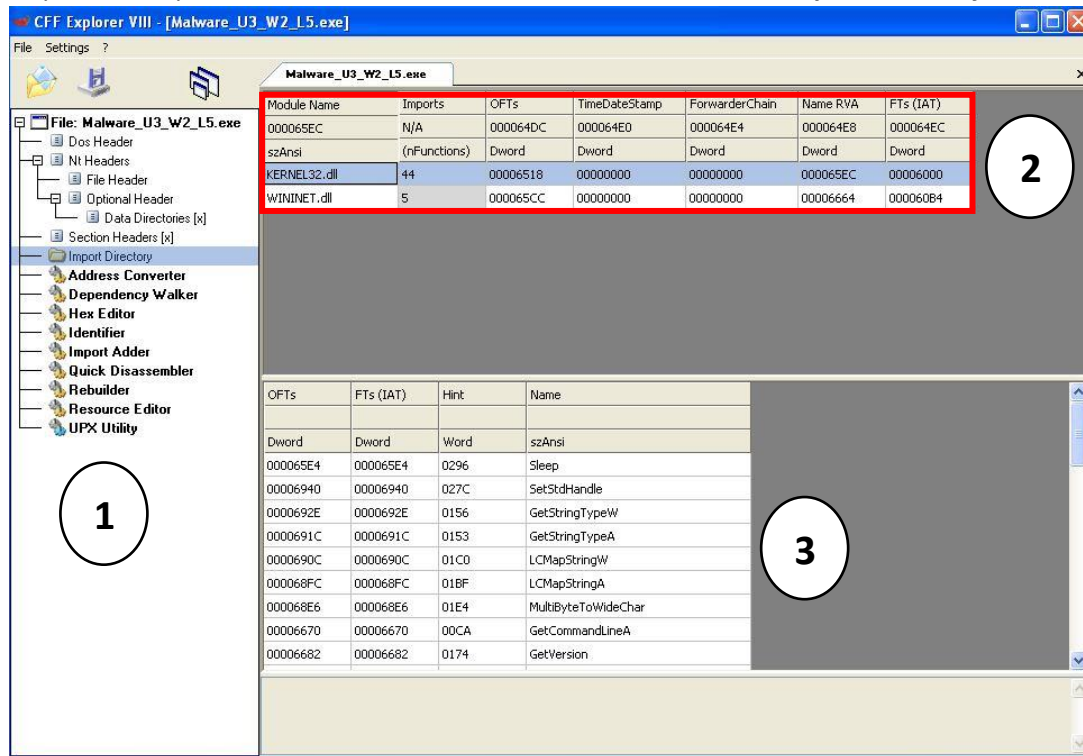 CFF Explorer VIII - [Malware_U3_W2_L5.exe]
File Settings ?
Malware_U3_W2_L5.exe
x
File: Malware_U3_W2_L5.exe
Dos Header
Nt Headers
File Header
Optional Header
Data Directories [x]
Section Headers [x]
Import Directory
Address Converter
Dependency Walker
Hex Editor
Identifier
Import Adder
Quick Disassembler
Rebuilder
Resource Editor
UPX Utility
1
Module Name Imports OFTs TimeDateStamp ForwarderChain Name RVA FTs (IAT)
000065EC N/A 000064DC 000064E0 000064E4 000064E8 000064EC
szAnsi (nFunctions) Dword Dword Dword Dword Dword
KERNEL32.dll 44 00006518 00000000 00000000 000065EC 00006000
WININET.dll 5 000065CC 00000000 00000000 00006664 000060B4
2
OFTs FTs (IAT) Hint Name
Dword Dword Word szAnsi
000065E4 000065E4 0296 Sleep
00006940 00006940 027C SetStdHandle
0000692E 0000692E 0156 GetStringTypeW
0000691C 0000691C 0153 GetStringTypeA
0000690C 0000690C 01C0 LCMapStringW
000068FC 000068FC 01BF LCMapStringA
000068E6 000068E6 01E4 MultiByteToWideChar
00006670 00006670 00CA GetCommandLineA
00006682 00006682 0174 GetVersion
3